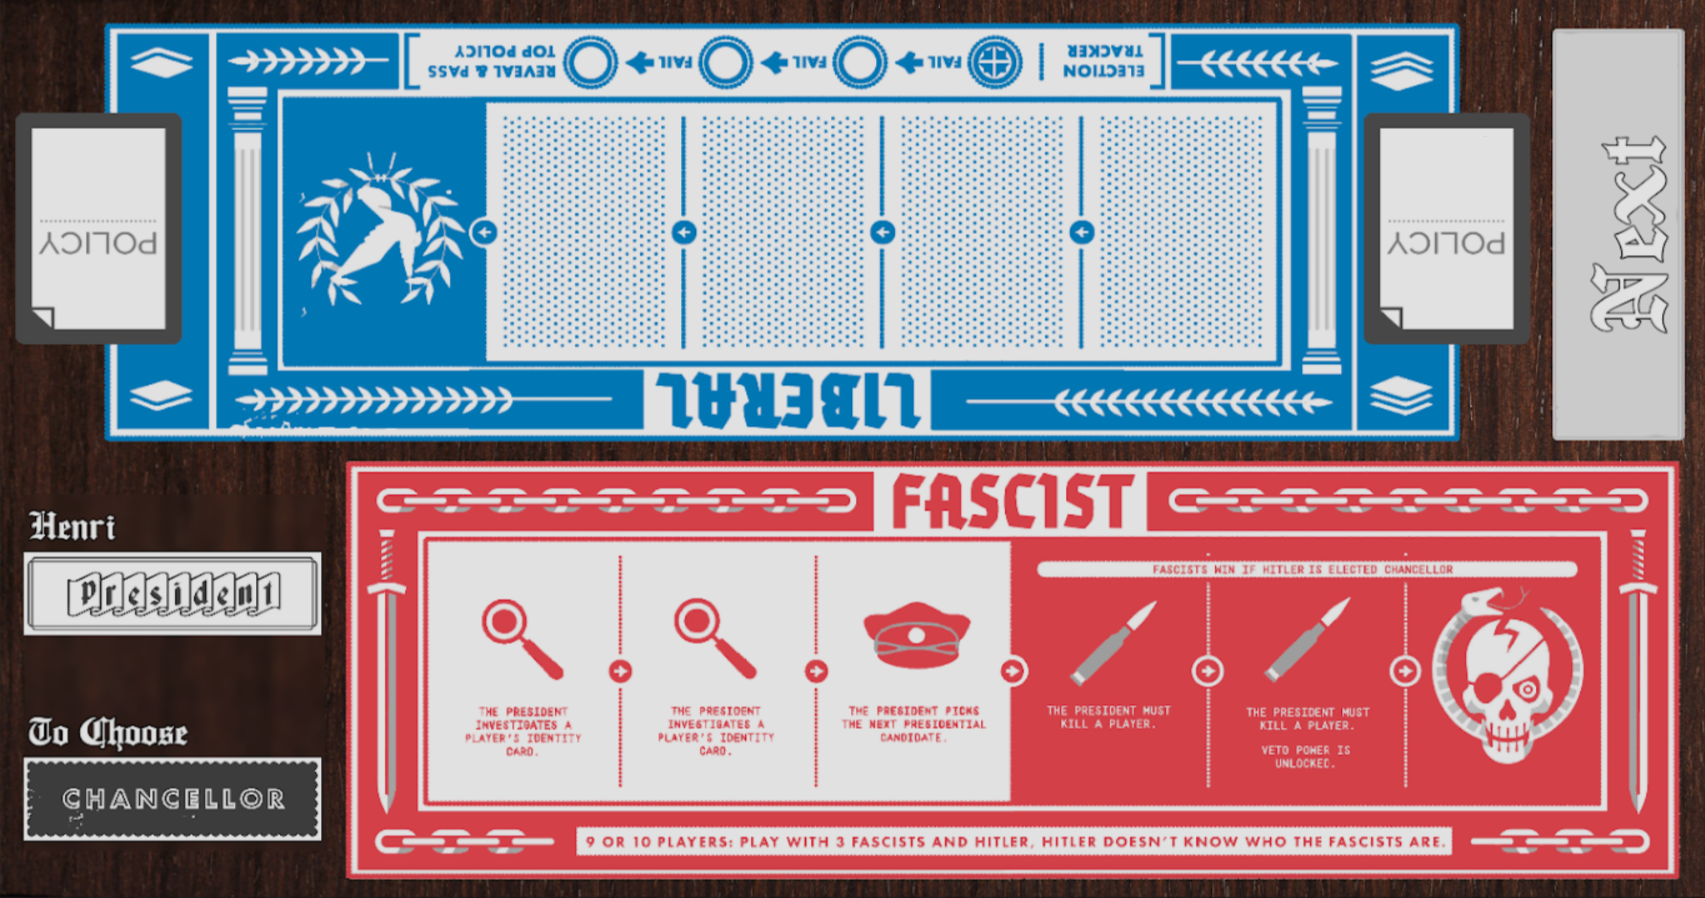 ELECTION
TRACKER
FAIL
FAIL
FAIL
REVEAL & PASS
TOP POLICY
POLICY
POLICY
LIBERAL
Next
Henri
President
To Choose
CHANCELLOR
FASCIST
FASCISTS WIN IF HITLER IS ELECTED CHANCELLOR
THE PRESIDENT
INVESTIGATES A
PLAYER'S IDENTITY
CARD.
THE PRESIDENT
INVESTIGATES A
PLAYER'S IDENTITY
CARD.
THE PRESIDENT PICKS
THE NEXT PRESIDENTIAL
CANDIDATE.
THE PRESIDENT MUST
KILL A PLAYER.
THE PRESIDENT MUST
KILL A PLAYER.
VETO POWER IS
UNLOCKED.
9 OR 10 PLAYERS: PLAY WITH 3 FASCISTS AND HITLER, HITLER DOESN'T KNOW WHO THE FASCISTS ARE.